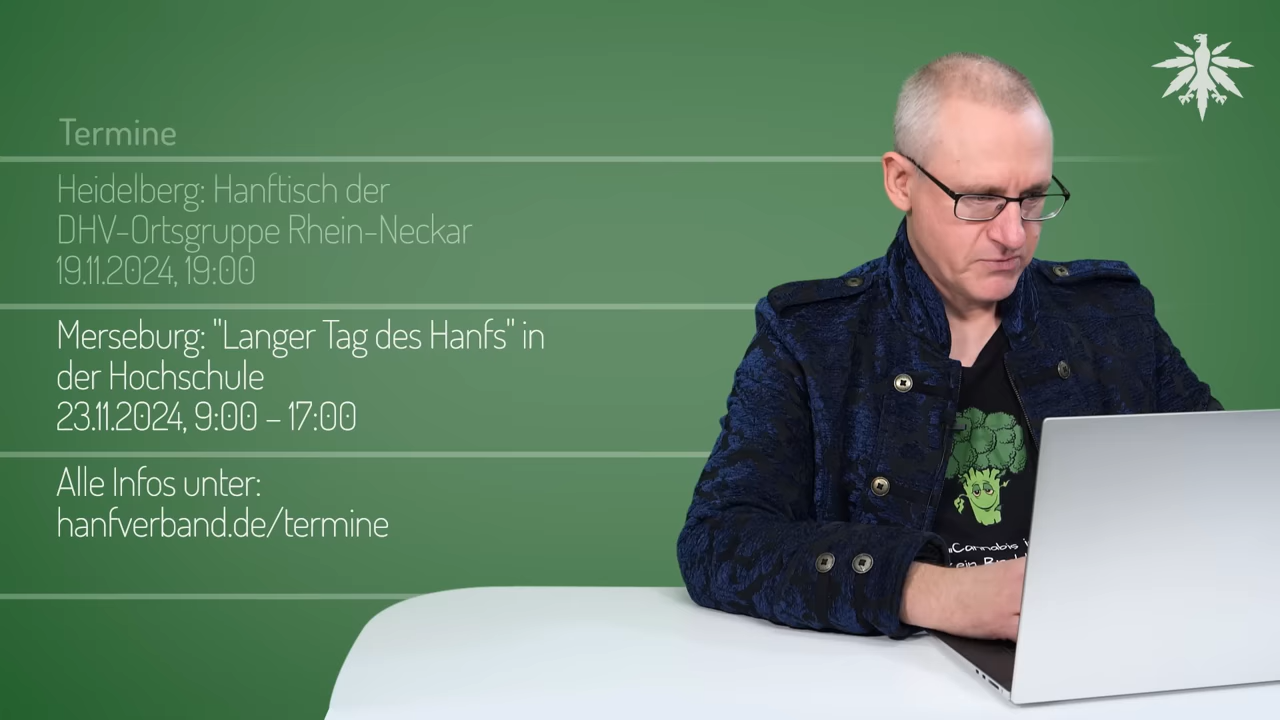 Termine
Heidelberg: Hanftisch der
DHV-Ortsgruppe Rhein-Neckar
19.11.2024, 19:00
Merseburg: "Langer Tag des Hanfs" in
der Hochschule
23.11.2024, 9:00 – 17:00
Alle Infos unter:
hanfverband.de/termine
„Cannabis